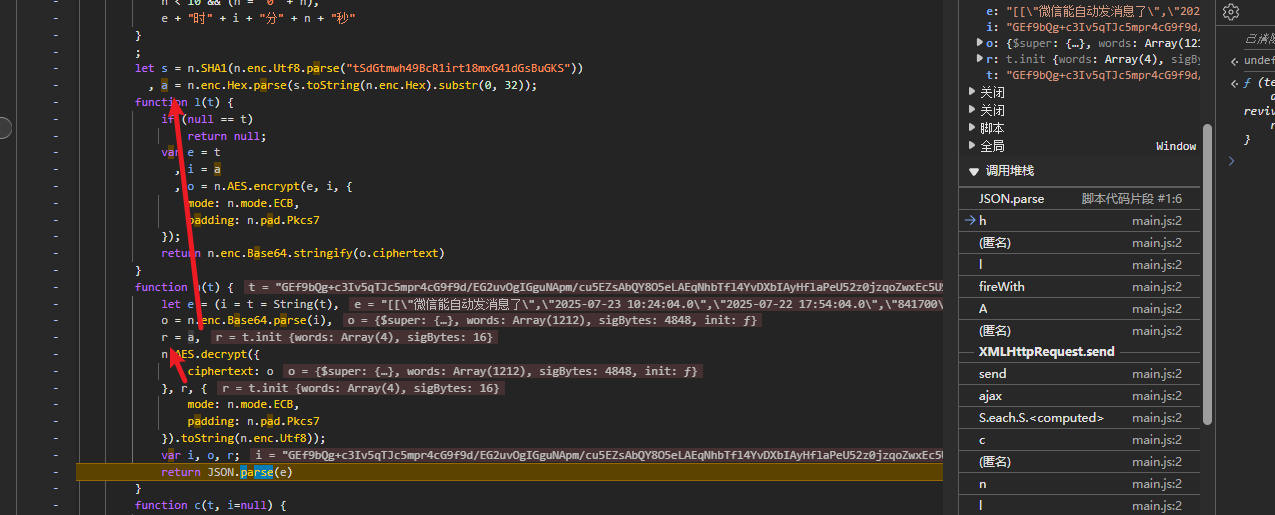 e + "时" + i + "分" + n + "秒"
}
;
let s = n.SHA1(n.enc.Utf8.parse("tSdGtmwh49BcR1irt18mxG41dGsBuGKS"))
, a = n.enc.Hex.parse(s.toString(n.enc.Hex).substr(0, 32));
function l(t) {
if (null == t)
return null;
var e = t
, i = a
, o = n.AES.encrypt(e, i, {
mode: n.mode.ECB,
padding: n.pad.Pkcs7
});
return n.enc.Base64.stringify(o.ciphertext)
}
function h(t) { t = "GEf9bQg+c3Iv5qTJc5mpr4cG9f9d/EG2uvOgIGguNApm/cu5EZsAbQY8O5eLAEqNhbTfl4YvDXbIAyHflaPeU52z0jzqoZwxEc5U
let e = (i = t = String(t), e = "[[\"微信能自动发消息了\",\"2025-07-23 10:24:04.0\",\"2025-07-22 17:54:04.0\",\"841700\
o = n.enc.Base64.parse(i), o = {$super: {…}, words: Array(1212), sigBytes: 4848, init: ƒ}
r = a, r = t.init {words: Array(4), sigBytes: 16}
n.AES.decrypt({
ciphertext: o o = {$super: {…}, words: Array(1212), sigBytes: 4848, init: ƒ}
}, r, { r = t.init {words: Array(4), sigBytes: 16}
mode: n.mode.ECB,
padding: n.pad.Pkcs7
}).toString(n.enc.Utf8));
var i, o, r; i = "GEf9bQg+c3Iv5qTJc5mpr4cG9f9d/EG2uvOgIGguNApm/cu5EZsAbQY8O5eLAEqNhbTfl4YvDXbIAyHflaPeU52z0jzqoZwxEc5U
return JSON.parse(e)
}
function c(t, i=null) {
e: "[[\"微信能自动发消息了\",\"202
i: "GEf9bQg+c3Iv5qTJc5mpr4cG9f9d/
o: {$super: {…}, words: Array(121
r: t.init {words: Array(4), sigBy
t: "GEf9bQg+c3Iv5qTJc5mpr4cG9f9d/
关闭
关闭
脚本
全局 Window
调用堆栈
JSON.parse 脚本代码片段 #1:6
h main.js:2
(匿名) main.js:2
l main.js:2
fireWith main.js:2
A main.js:2
(匿名) main.js:2
XMLHttpRequest.send
send main.js:2
ajax main.js:2
S.each.S.<computed> main.js:2
c main.js:2
(匿名) main.js:2
n main.js:2
l main.js:2
undef
ƒ (te
reviv
}